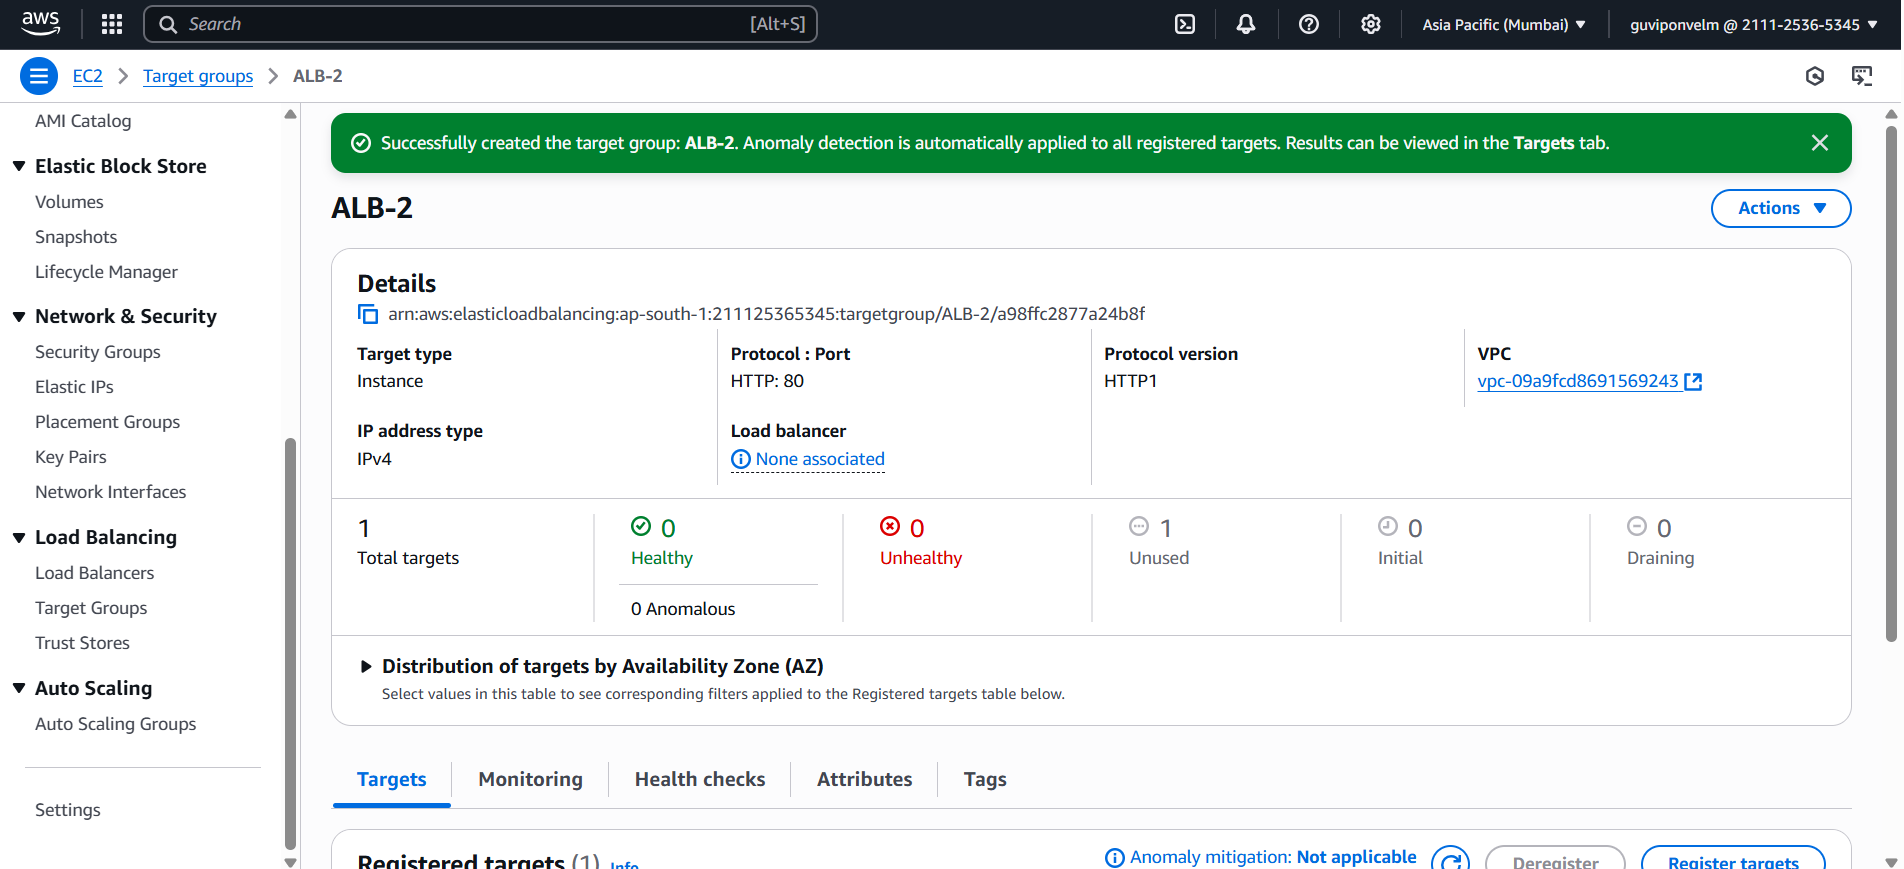 aws
Search [Alt+S]
Asia Pacific (Mumbai)
guviponvelm @ 2111-2536-5345
EC2 > Target groups > ALB-2
AMI Catalog
Elastic Block Store
Volumes
Snapshots
Lifecycle Manager
Network & Security
Security Groups
Elastic IPs
Placement Groups
Key Pairs
Network Interfaces
Load Balancing
Load Balancers
Target Groups
Trust Stores
Auto Scaling
Auto Scaling Groups
Settings
Successfully created the target group: ALB-2. Anomaly detection is automatically applied to all registered targets. Results can be viewed in the Targets tab.
ALB-2
Actions
Details
arn:aws:elasticloadbalancing:ap-south-1:211125365345:targetgroup/ALB-2/a98ffc2877a24b8f
Target type
Instance
Protocol : Port
HTTP: 80
Protocol version
HTTP1
VPC
vpc-09a9fcd8691569243
IP address type
IPv4
Load balancer
None associated
1
Total targets
0
Healthy
0 Anomalous
0
Unhealthy
1
Unused
0
Initial
0
Draining
Distribution of targets by Availability Zone (AZ)
Select values in this table to see corresponding filters applied to the Registered targets table below.
Targets
Monitoring
Health checks
Attributes
Tags
Registered targets (1) Info
Anomaly mitigation: Not applicable
Deregister
Register targets